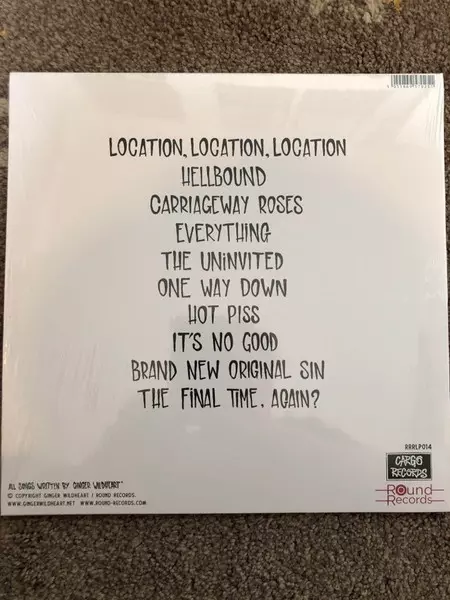 LOCATION, LOCATION, LOCATION
HELLBOUND
CARRIAGEWAY ROSES
EVERYTHING
THE UNINVITED
ONE WAY DOWN
HOT PISS
IT'S NO GOOD
BRAND NEW ORIGINAL SIN
THE FINAL TIME, AGAIN?
RRRLP014
CARGO
RECORDS
ROund
Records
ALL SONGS WRITTEN BY GINGER WILDHEART
© COPYRIGHT GINGER WILDHEART / ROUND RECORDS.
WWW.GINGERWILDHEART.NET WWW.ROUND-RECORDS.COM